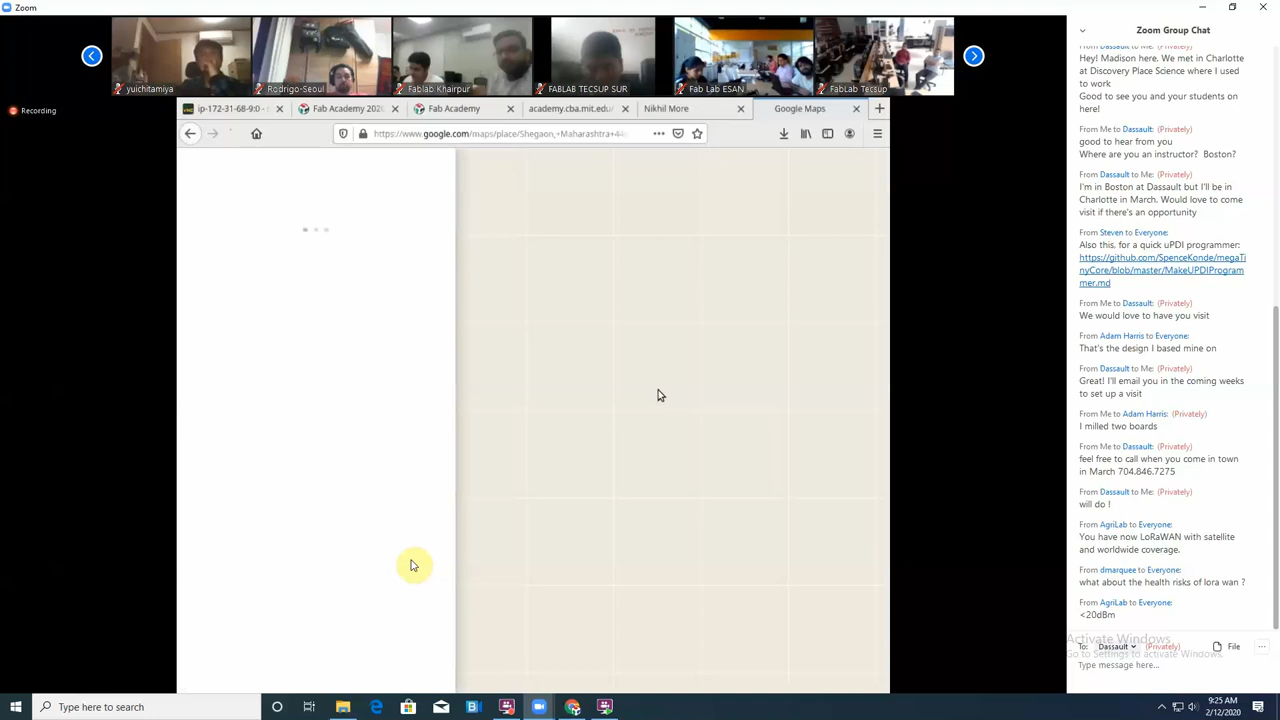 Zoom
yuichitamiya
Rodrigo-Seoul
Fablab Khairpur
FABLAB TECSUP SUR
Fab Lab ESAN
FabLab Tecsup
Recording
ip-172-31-68-9:0 -
Fab Academy 2020
Fab Academy
academy.cba.mit.edu/
Nikhil More
Google Maps
https://www.google.com/maps/place/Shegaon,+Maharashtra+44
Zoom Group Chat
From Dassault to Me: (Privately)
Hey! Madison here. We met in Charlotte
at Discovery Place Science where I used
to work
Good to see you and your students on
here!
From Me to Dassault: (Privately)
good to hear from you
Where are you an instructor? Boston?
From Dassault to Me: (Privately)
I'm in Boston at Dassault but I'll be in
Charlotte in March. Would love to come
visit if there's an opportunity
From Steven to Everyone:
Also this, for a quick uPDI programmer:
https://github.com/SpenceKonde/megaTi
nyCore/blob/master/MakeUPDIProgram
mer.md
From Me to Dassault: (Privately)
We would love to have you visit
From Adam Harris to Everyone:
That's the design I based mine on
From Dassault to Me: (Privately)
Great! I'll email you in the coming weeks
to set up a visit
From Me to Adam Harris: (Privately)
I milled two boards
From Me to Dassault: (Privately)
feel free to call when you come in town
in March 704.846.7275
From Dassault to Me: (Privately)
will do !
From AgriLab to Everyone:
You have now LoRaWAN with satellite
and worldwide coverage.
From dmarquee to Everyone:
what about the health risks of lora wan ?
From AgriLab to Everyone:
<20dBm
Activate Windows
Go to Settings to activate Windows.
To: Dassault (Privately) File
Type message here...
Type here to search
9:25 AM
2/12/2020